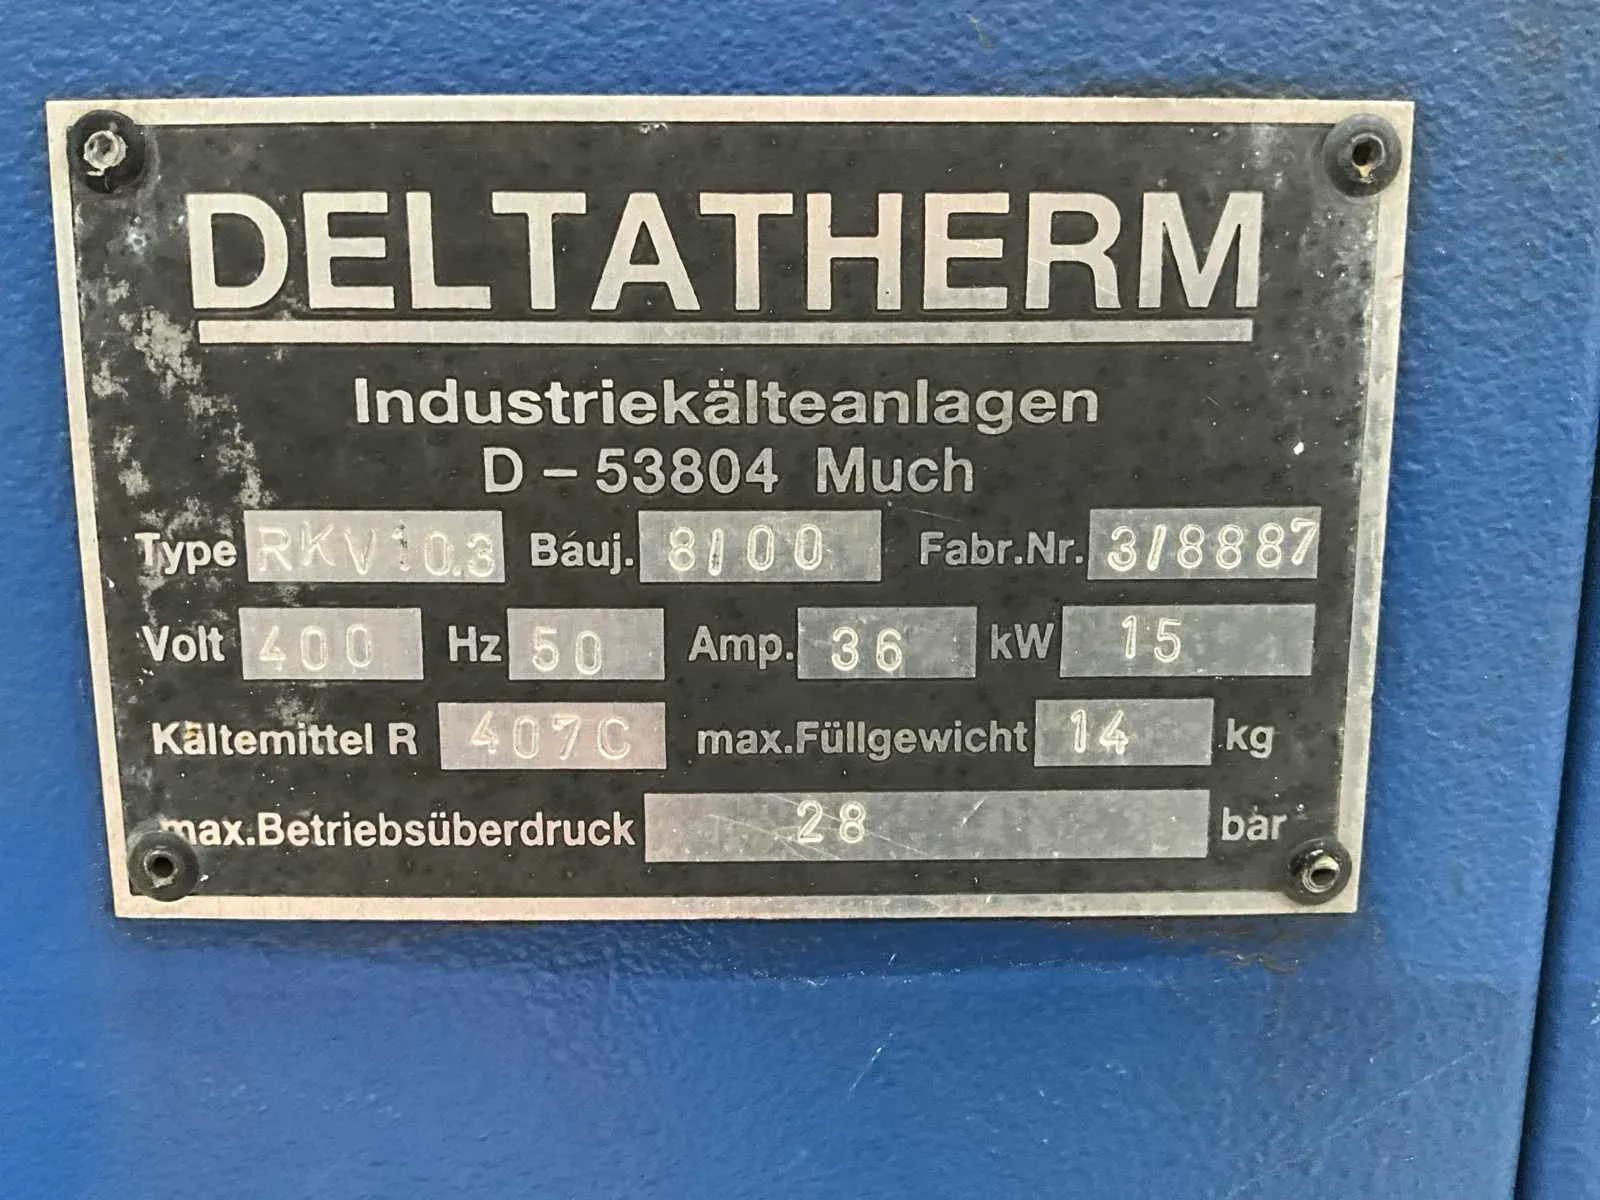 DELTATHERM
Industriekälteanlagen
D – 53804 Much
Type RKV10.3 Bauj. 8/00 Fabr.Nr. 3/8887
Volt 400 Hz 50 Amp. 36 kW 15
Kältemittel R 407C max.Füllgewicht 14 kg
max.Betriebsüberdruck 28 bar